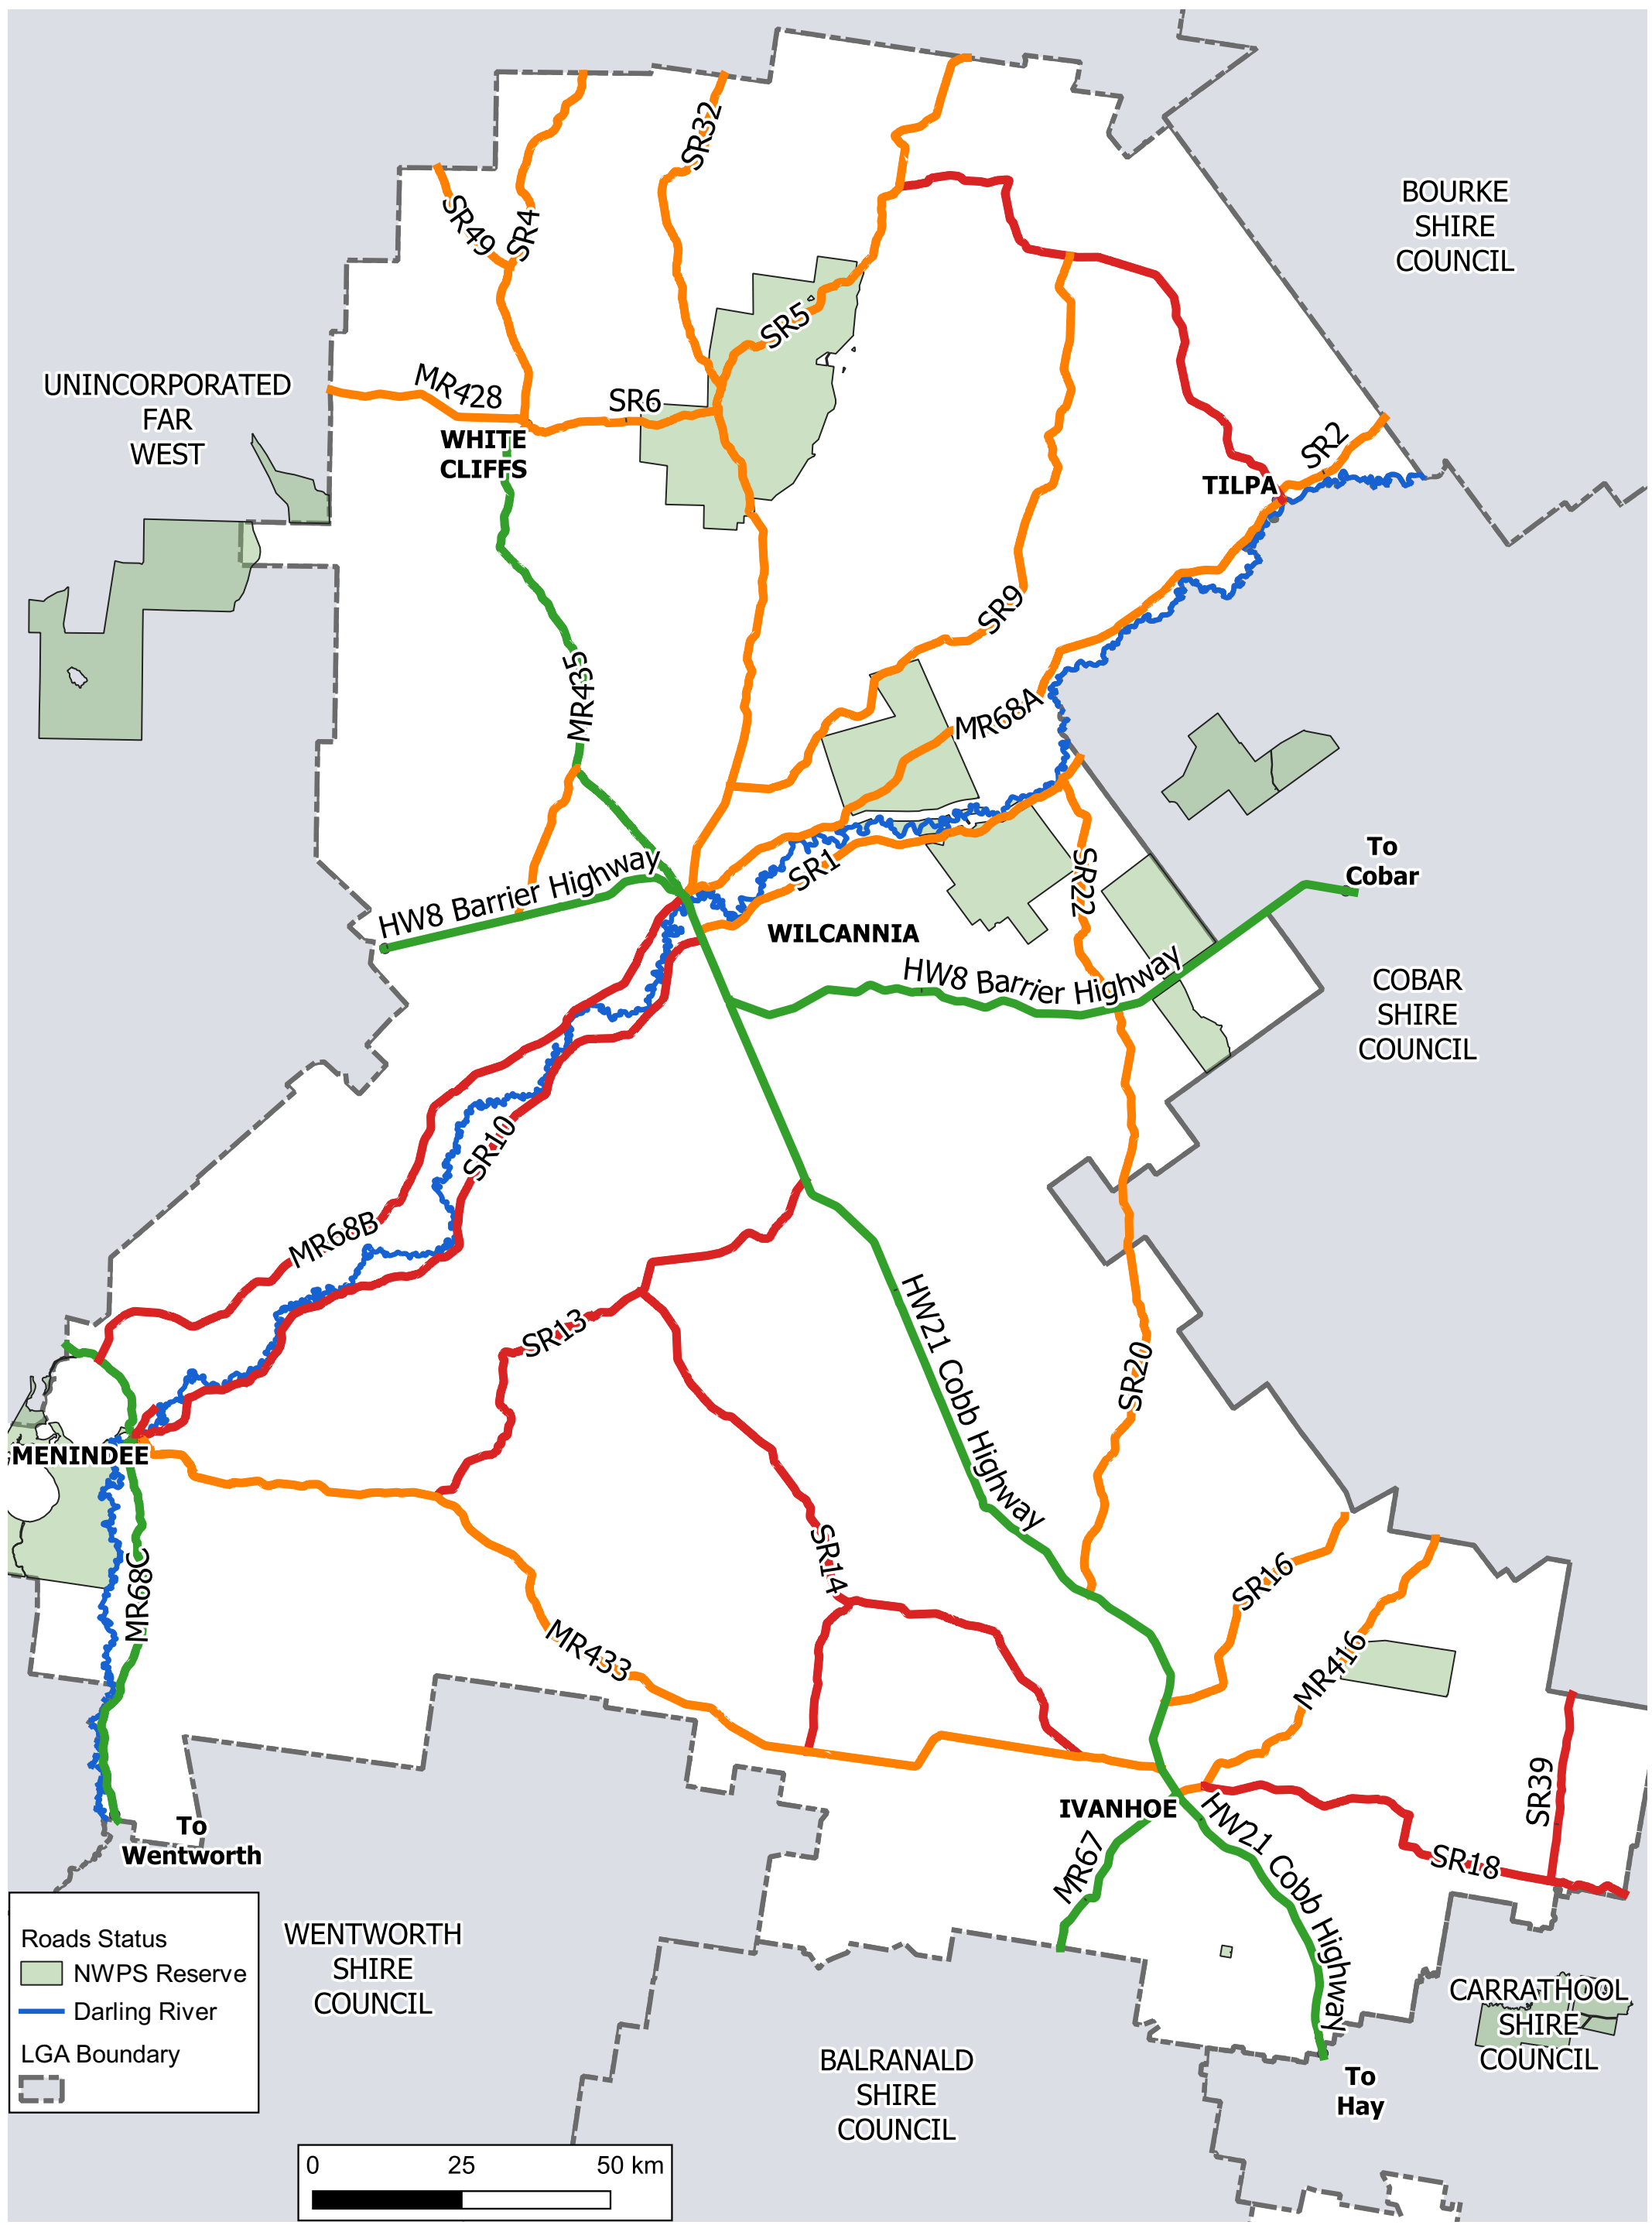 SR32
BOURKE
SHIRE
COUNCIL
SR49
SR4
SR5
UNINCORPORATED
FAR
WEST
MR428
SR6
WHITE
CLIFFS
SR2
TILPA
SR9
MR435
MR68A
SR1
SR22
To
Cobar
HW8 Barrier Highway
WILCANNIA
HW8 Barrier Highway
COBAR
SHIRE
COUNCIL
SR10
MR68B
SR13
HW21 Cobb Highway
SR20
MENINDEE
SR14
SR16
MR68C
MR433
MR416
SR39
IVANHOE
HW21 Cobb Highway
To
Wentworth
MR67
SR18
Roads Status
NWPS Reserve
Darling River
LGA Boundary
WENTWORTH
SHIRE
COUNCIL
CARRATHOOL
SHIRE
COUNCIL
BALRANALD
SHIRE
COUNCIL
To
Hay
0 25 50 km